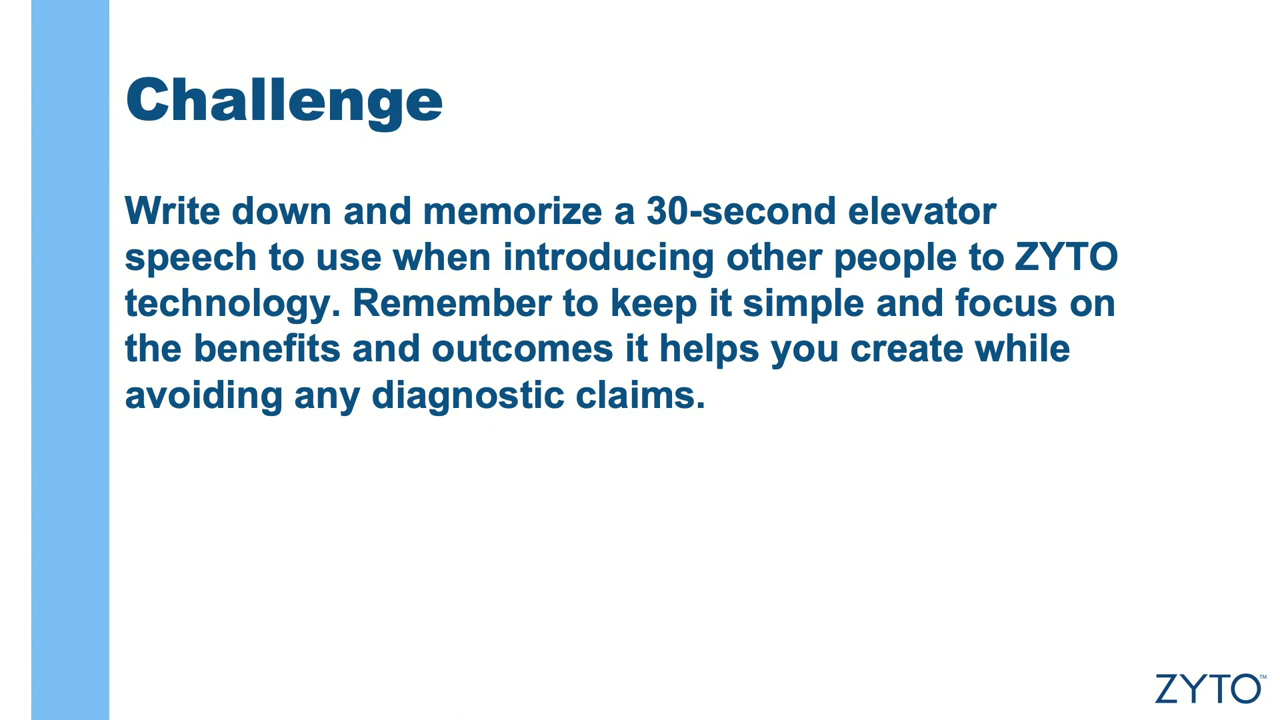 Challenge
Write down and memorize a 30-second elevator
speech to use when introducing other people to ZYTO
technology. Remember to keep it simple and focus on
the benefits and outcomes it helps you create while
avoiding any diagnostic claims.
ZYTO™